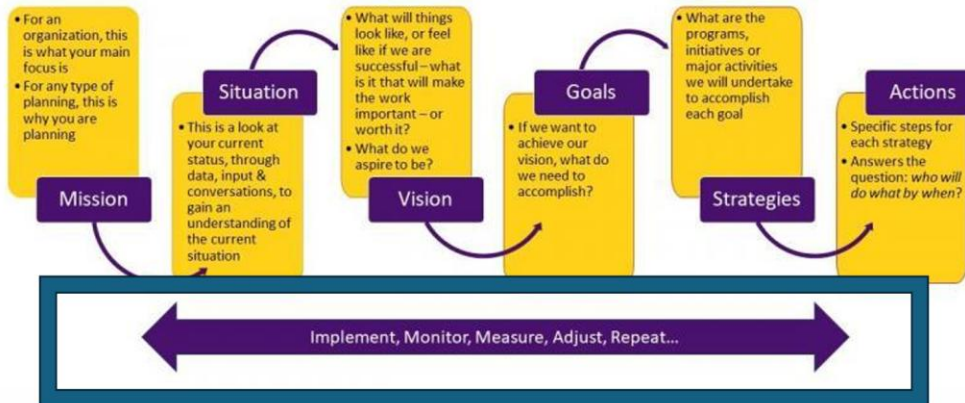 • For an
organization, this
is what your main
focus is
• For any type of
planning, this is
why you are
planning
Mission
Situation
• This is a look at
your current
status, through
data, input &
conversations, to
gain an
understanding of
the current
situation
• What will things
look like, or feel
like if we are
successful – what
is it that will make
the work
important – or
worth it?
• What do we
aspire to be?
Vision
Goals
• If we want to
achieve our
vision, what do
we need to
accomplish?
• What are the
programs,
initiatives or
major activities
we will undertake
to accomplish
each goal
Strategies
Actions
• Specific steps for
each strategy
• Answers the
question: who will
do what by when?
Implement, Monitor, Measure, Adjust, Repeat...